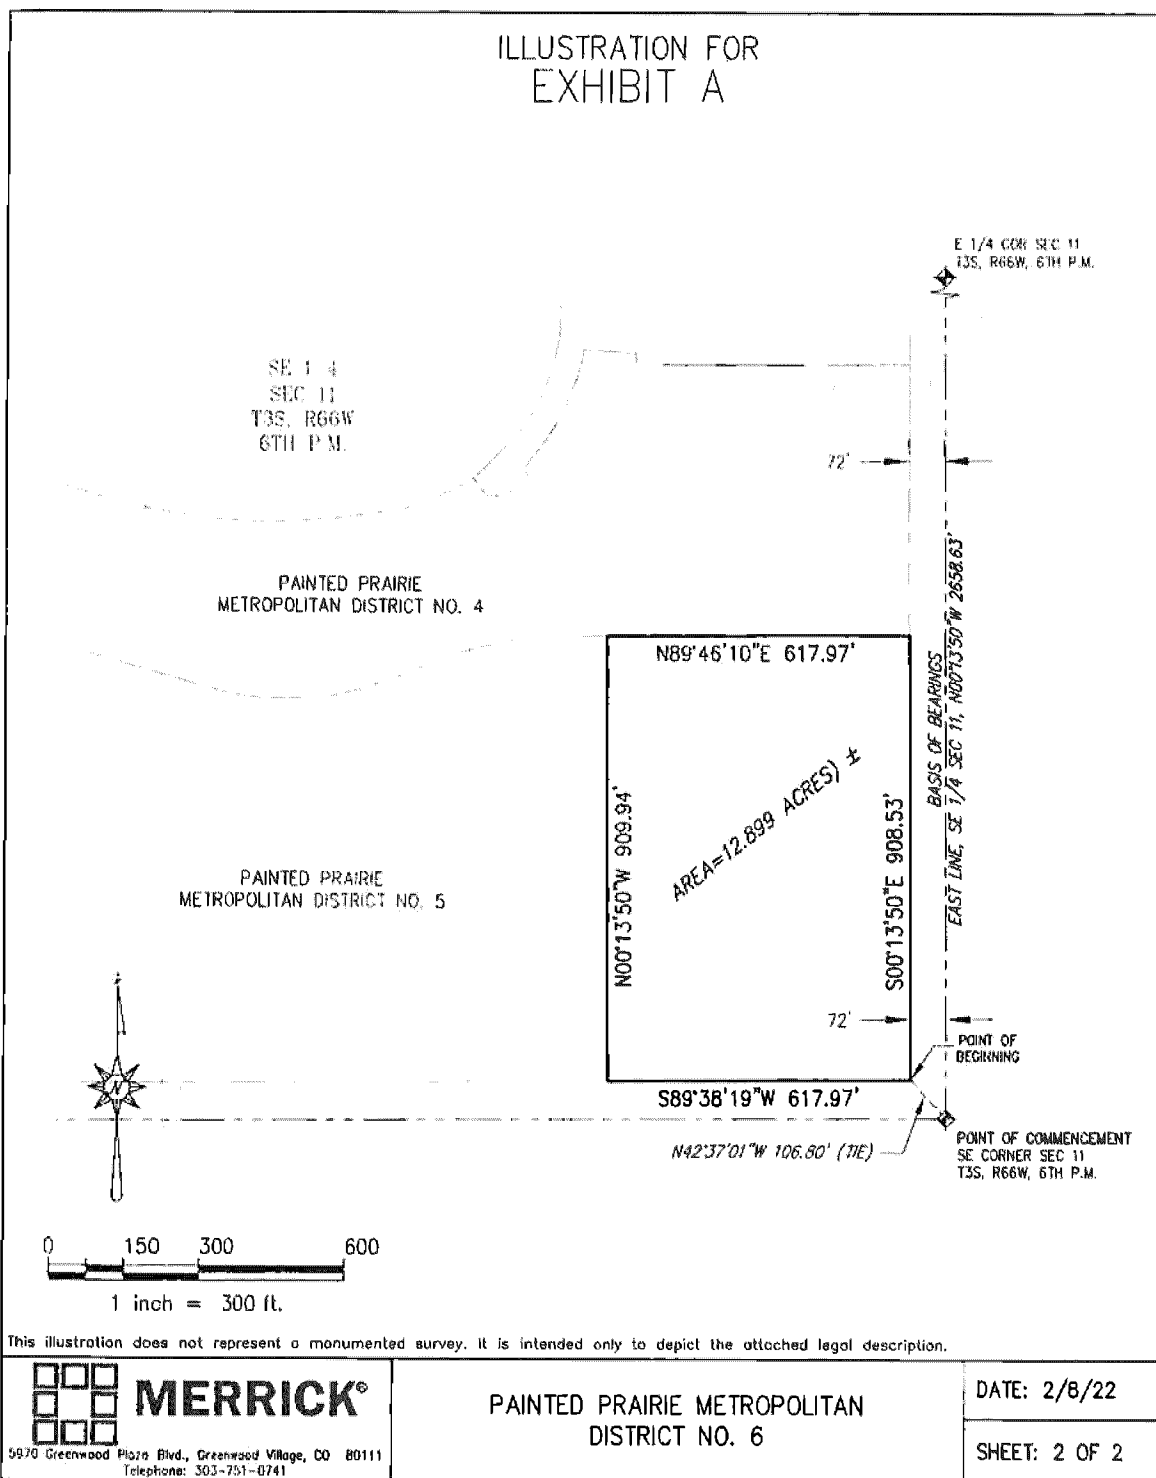 ILLUSTRATION FOR
EXHIBIT A
E 1/4 COR SEC 11
T3S, R66W, 6TH P.M.
SE 1 4
SEC 11
T3S, R66W
6TH P.M.
72'
PAINTED PRAIRIE
METROPOLITAN DISTRICT NO. 4
N89°46'10"E 617.97'
BASIS OF BEARINGS
EAST LINE, SE 1/4 SEC 11, N00°13'50"W 2658.63'
AREA=12.899 ACRES) ±
N00°13'50"W 909.94'
S00°13'50"E 908.53'
PAINTED PRAIRIE
METROPOLITAN DISTRICT NO. 5
72'
POINT OF
BEGINNING
N
S89°38'19"W 617.97'
N42°37'01"W 106.80' (TIE)
POINT OF COMMENCEMENT
SE CORNER SEC 11
T3S, R66W, 6TH P.M.
0 150 300 600
1 inch = 300 ft.
This illustration does not represent a monumented survey. It is intended only to depict the attached legal description.
MERRICK®
5970 Greenwood Plaza Blvd., Greenwood Village, CO 80111
Telephone: 303-751-0741
PAINTED PRAIRIE METROPOLITAN
DISTRICT NO. 6
DATE: 2/8/22
SHEET: 2 OF 2